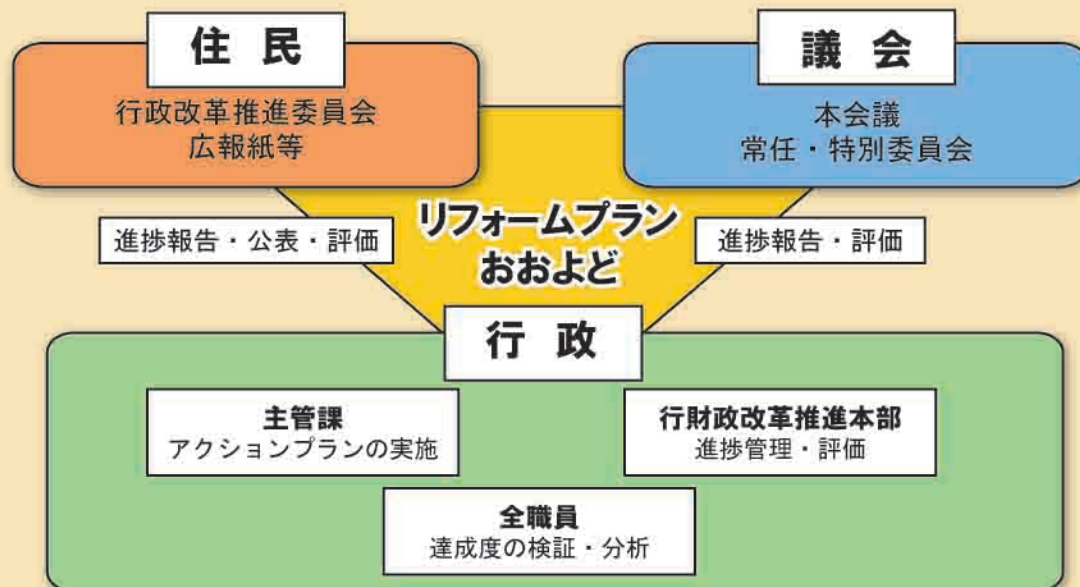 住民
行政改革推進委員会
広報紙等
議会
本会議
常任・特別委員会
リフォームプラン
おおよど
進捗報告・公表・評価
進捗報告・評価
行政
主管課
アクションプランの実施
行財政改革推進本部
進捗管理・評価
全職員
達成度の検証・分析